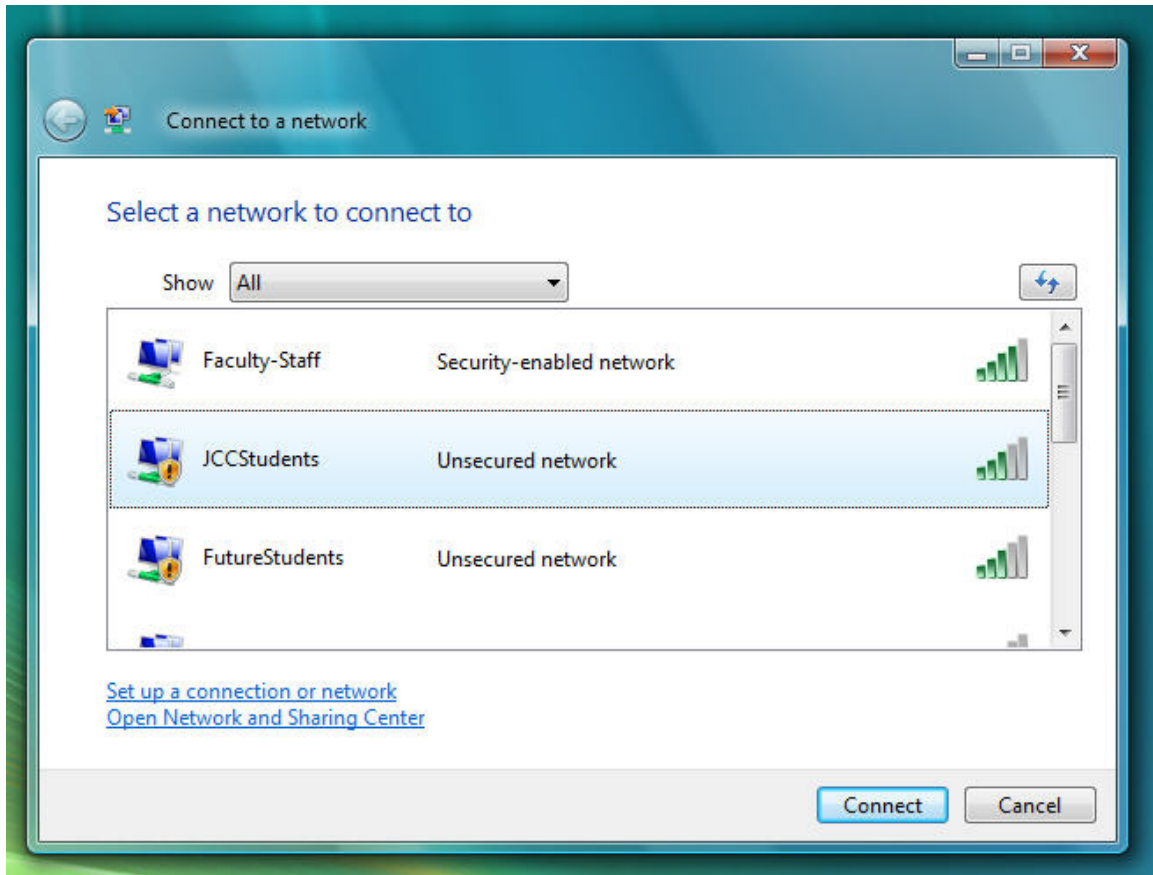 Connect to a network
Select a network to connect to
Show All
Faculty-Staff Security-enabled network
JCCStudents Unsecured network
FutureStudents Unsecured network
Set up a connection or network
Open Network and Sharing Center
Connect Cancel